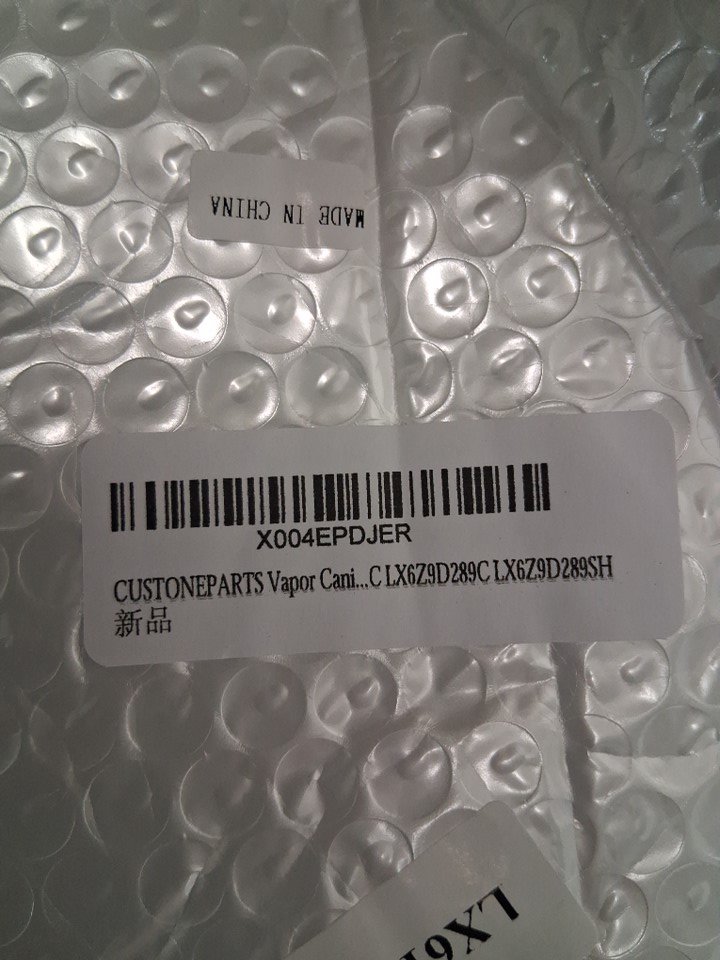 MADE IN CHINA
X004EPDJER
CUSTONEPARTS Vapor Cani...C LX6Z9D289C LX6Z9D289SH
新品